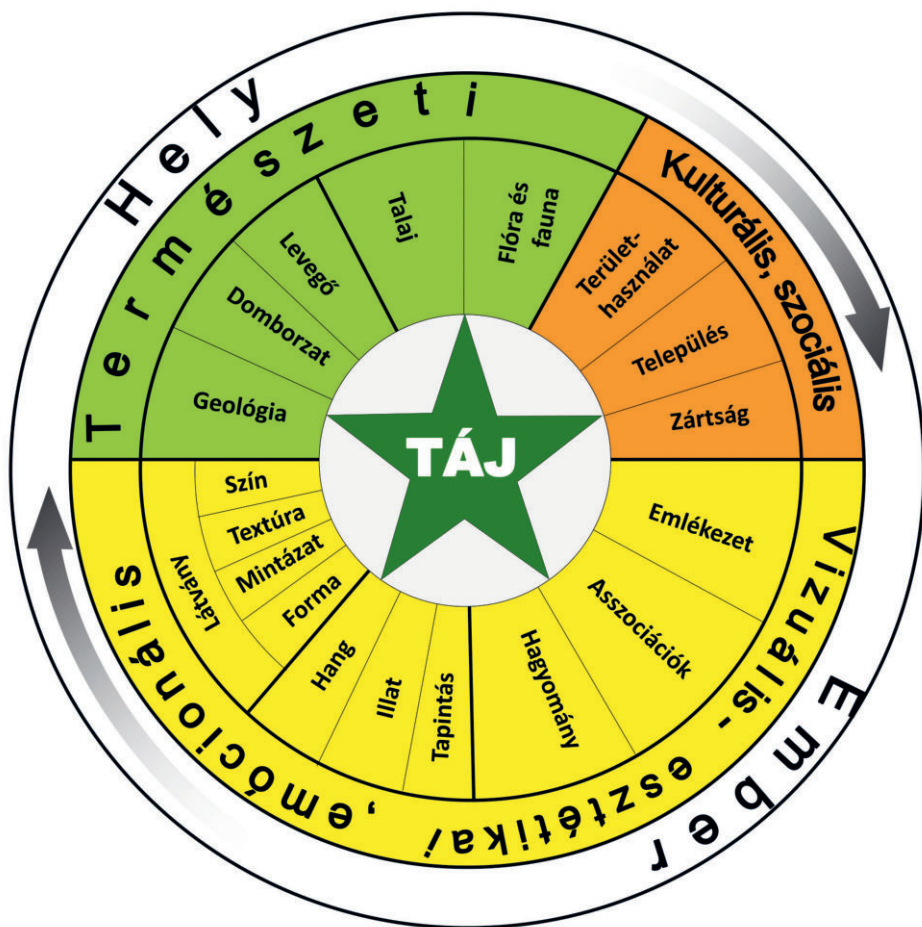 Hely
Természeti
Kulturális, szociális
Talaj
Flóra és
fauna
Levegő
Domborzat
Geológia
Terület-
használat
Település
Zártság
TÁJ
Szín
Textúra
Mintázat
Forma
Látvány
Hang
Illat
Tapintás
Hagyomány
Asszociációk
Emlékezet
Vizuális- esztétikai ,emócionális
Ember